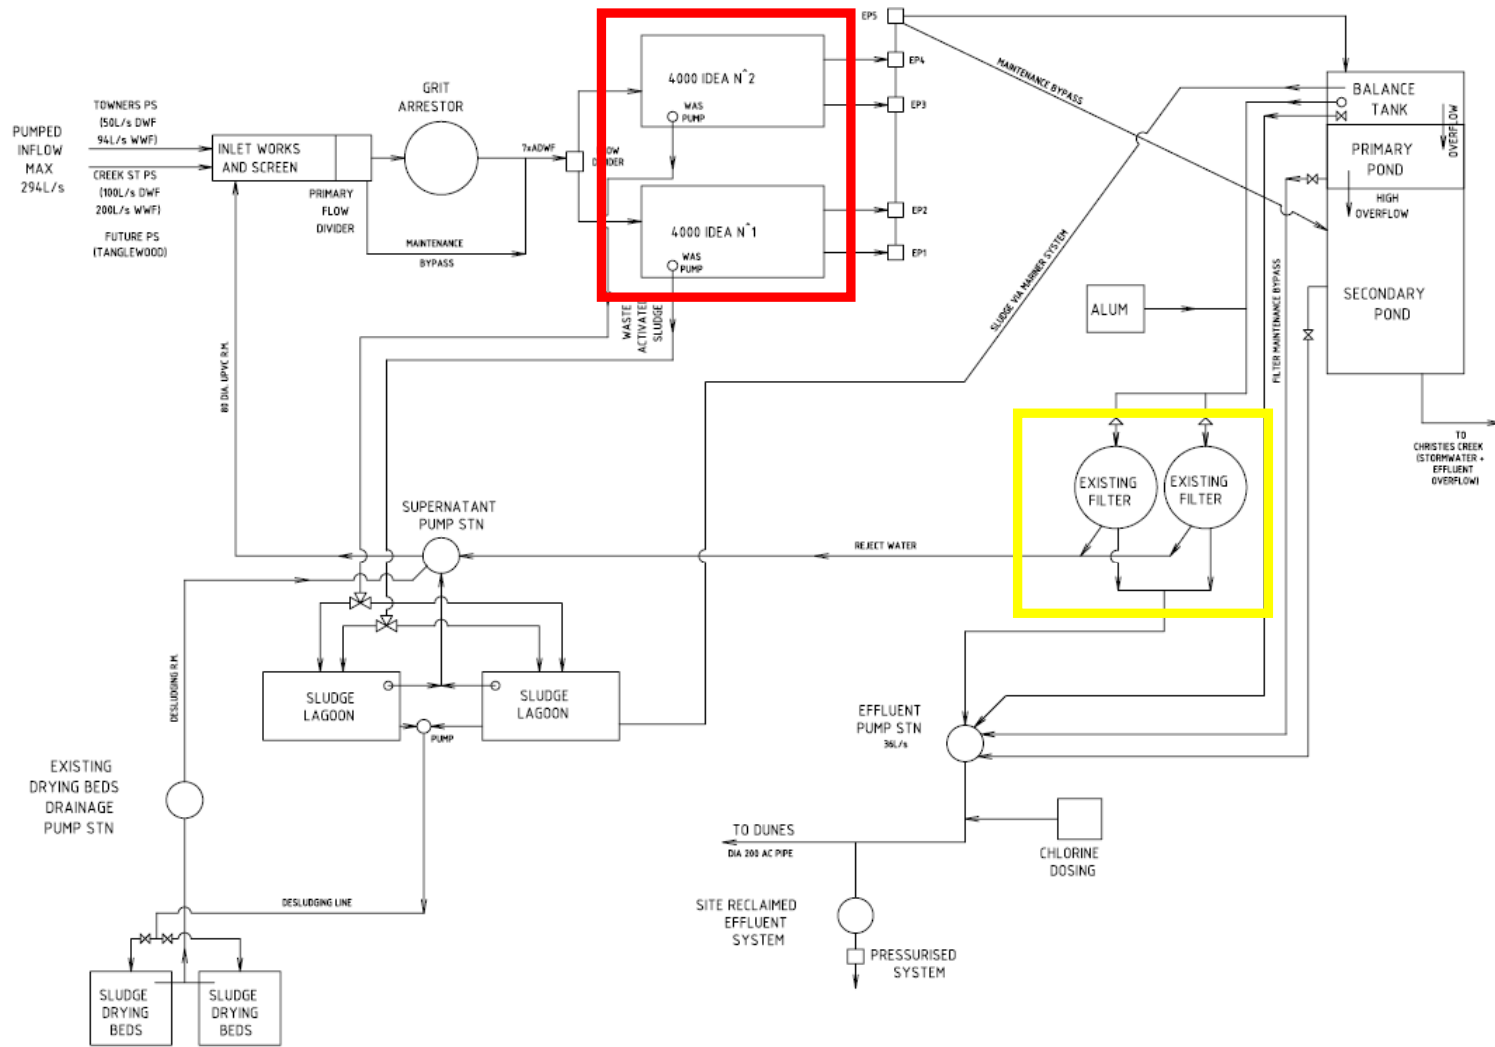 EP5
EP4
EP3
EP2
EP1
4000 IDEA N^2
WAS
PUMP
4000 IDEA N^1
WAS
PUMP
GRIT
ARRESTOR
TOWNERS PS
(50L/s DWF
94L/s WWF)
PUMPED
INFLOW
MAX
294L/s
CREEK ST PS
(100L/s DWF
200L/s WWF)
FUTURE PS
(TANGLEWOOD)
INLET WORKS
AND SCREEN
PRIMARY
FLOW
DIVIDER
7xADWF
MAINTENANCE
BYPASS
MAINTENANCE BYPASS
BALANCE
TANK
OVERFLOW
PRIMARY
POND
HIGH
OVERFLOW
SECONDARY
POND
TO
CHRISTIES CREEK
(STORMWATER +
EFFLUENT
OVERFLOW)
WASTE
ACTIVATED
SLUDGE
SLUDGE VIA MARINER SYSTEM
ALUM
FILTER MAINTENANCE BYPASS
80 DIA. UPVC R.M.
EXISTING
FILTER
EXISTING
FILTER
SUPERNATANT
PUMP STN
REJECT WATER
DESLUDGING R.M.
SLUDGE
LAGOON
SLUDGE
LAGOON
PUMP
EFFLUENT
PUMP STN
36L/s
EXISTING
DRYING BEDS
DRAINAGE
PUMP STN
TO DUNES
DIA 200 AC PIPE
CHLORINE
DOSING
DESLUDGING LINE
SITE RECLAIMED
EFFLUENT
SYSTEM
PRESSURISED
SYSTEM
SLUDGE
DRYING
BEDS
SLUDGE
DRYING
BEDS